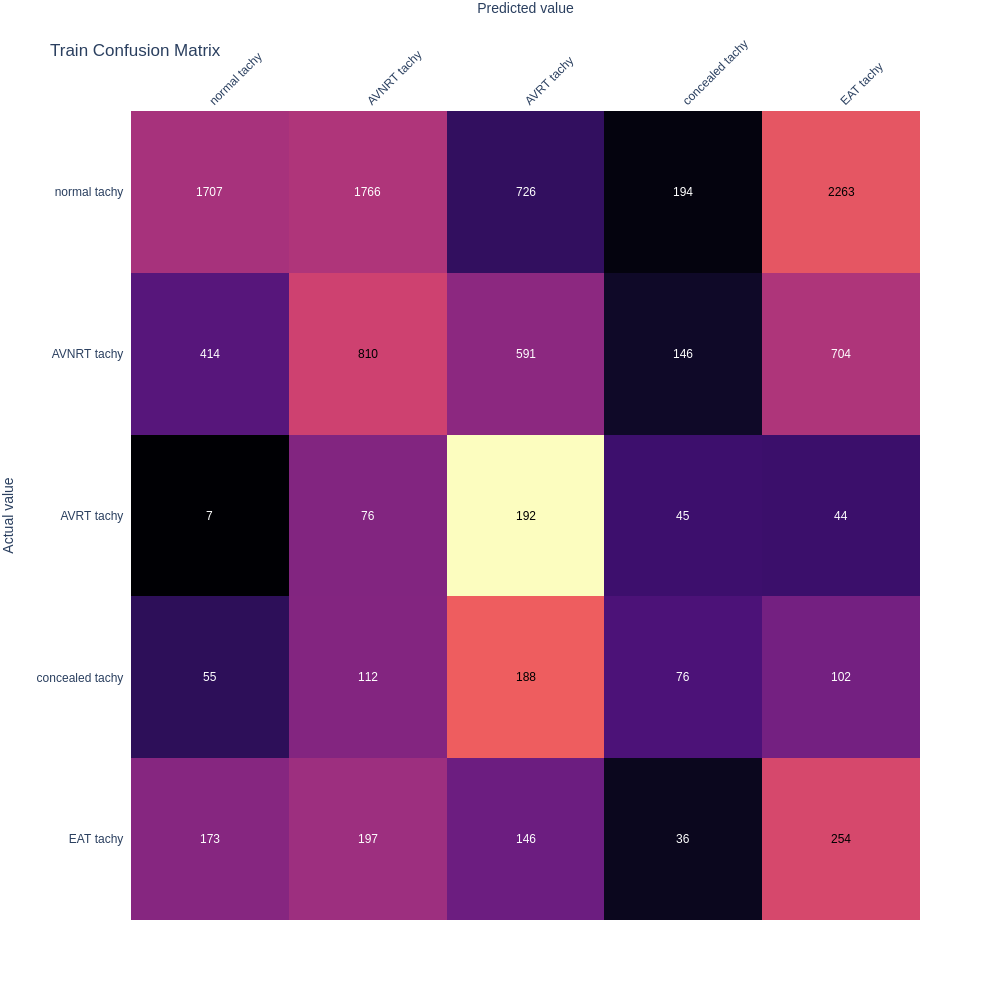 Predicted value
Train Confusion Matrix
normal tachy AVNRT tachy AVRT tachy concealed tachy EAT tachy
normal tachy 1707 1766 726 194 2263
AVNRT tachy 414 810 591 146 704
Actual value
AVRT tachy 7 76 192 45 44
concealed tachy 55 112 188 76 102
EAT tachy 173 197 146 36 254